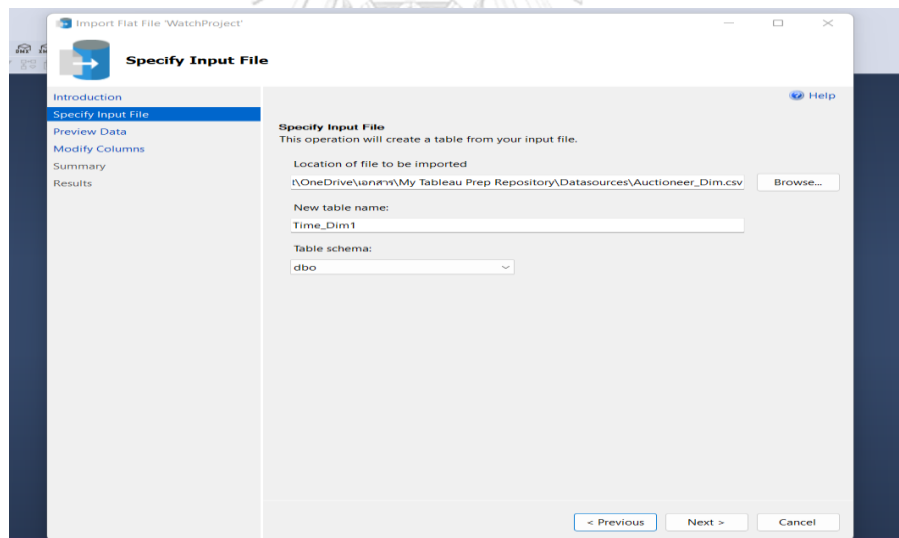 Import Flat File 'WatchProject'
Specify Input File
Introduction
Help
Specify Input File
Preview Data
Modify Columns
Summary
Results
Specify Input File
This operation will create a table from your input file.
Location of file to be imported
t\OneDrive\เอกสาร\My Tableau Prep Repository\Datasources\Auctioneer_Dim.csv
Browse...
New table name:
Time_Dim1
Table schema:
dbo
< Previous
Next >
Cancel